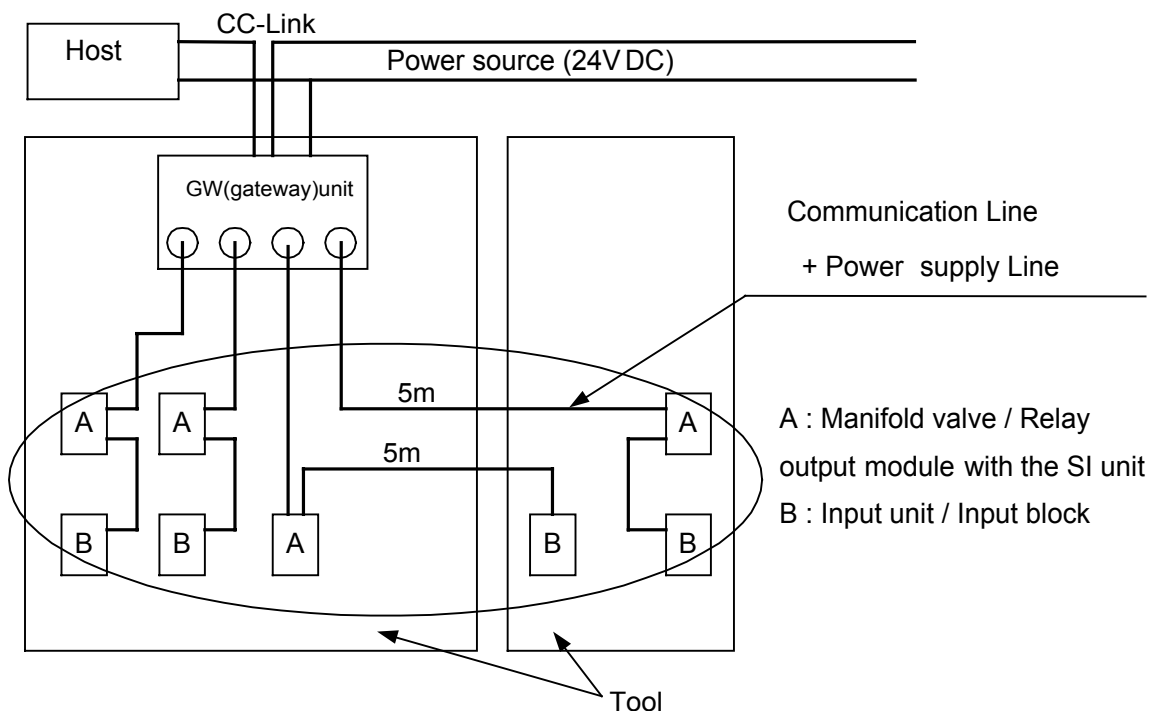 CC-Link
Host
Power source (24V DC)
GW(gateway)unit
Communication Line
+ Power supply Line
5m
A
A
A
5m
B
B
A
B
B
A : Manifold valve / Relay
output module with the SI unit
B : Input unit / Input block
Tool